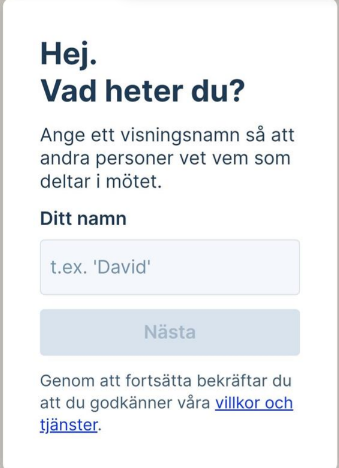 Hej.
Vad heter du?
Ange ett visningsnamn så att
andra personer vet vem som
deltar i mötet.
Ditt namn
t.ex. 'David'
Nästa
Genom att fortsätta bekräftar du
att du godkänner våra villkor och
tjänster.